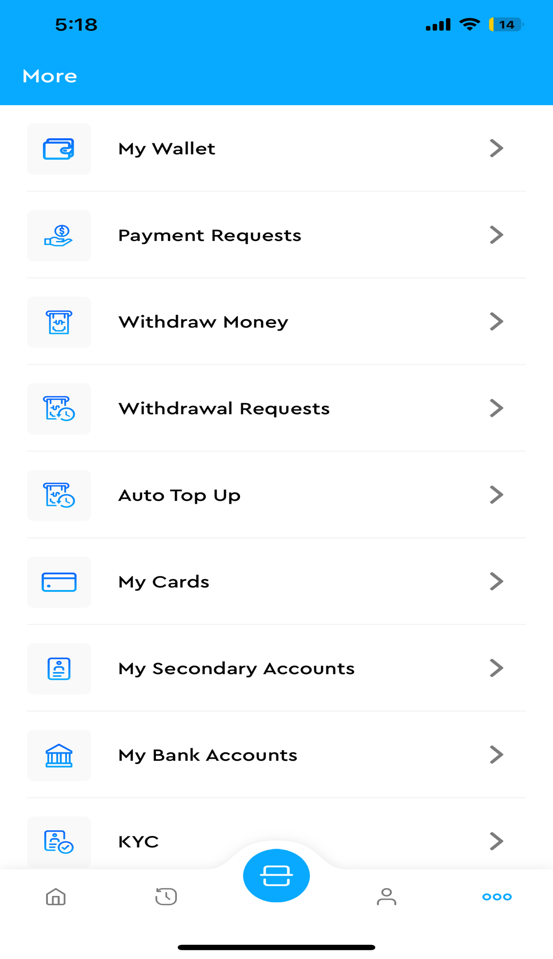 5:18
14
More
My Wallet
Payment Requests
Withdraw Money
Withdrawal Requests
Auto Top Up
My Cards
My Secondary Accounts
My Bank Accounts
KYC